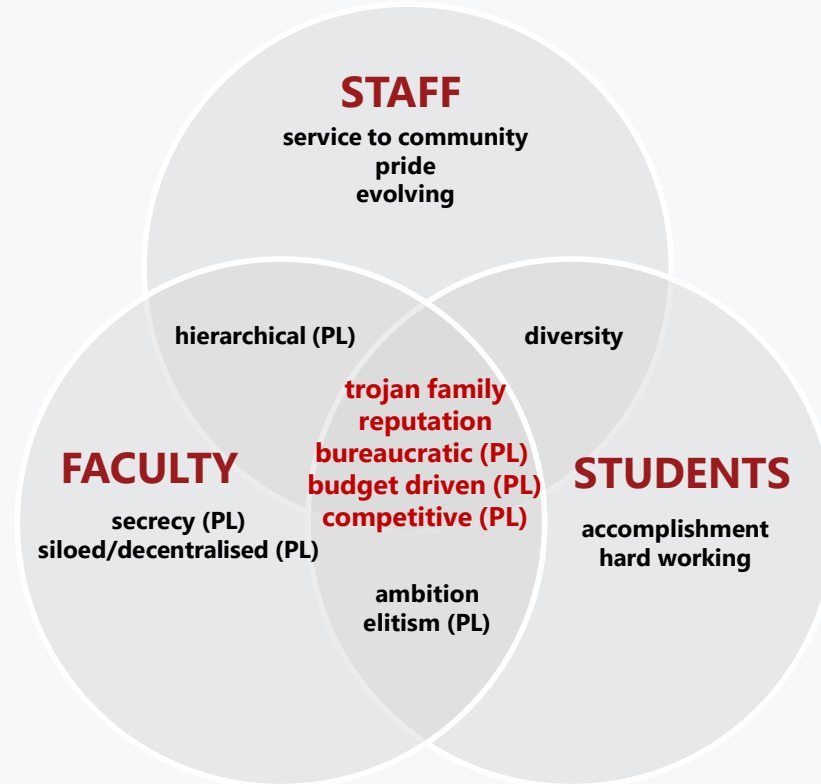 STAFF
service to community
pride
evolving
hierarchical (PL)
diversity
trojan family
reputation
bureaucratic (PL)
budget driven (PL)
competitive (PL)
FACULTY
secrecy (PL)
siloed/decentralised (PL)
STUDENTS
accomplishment
hard working
ambition
elitism (PL)